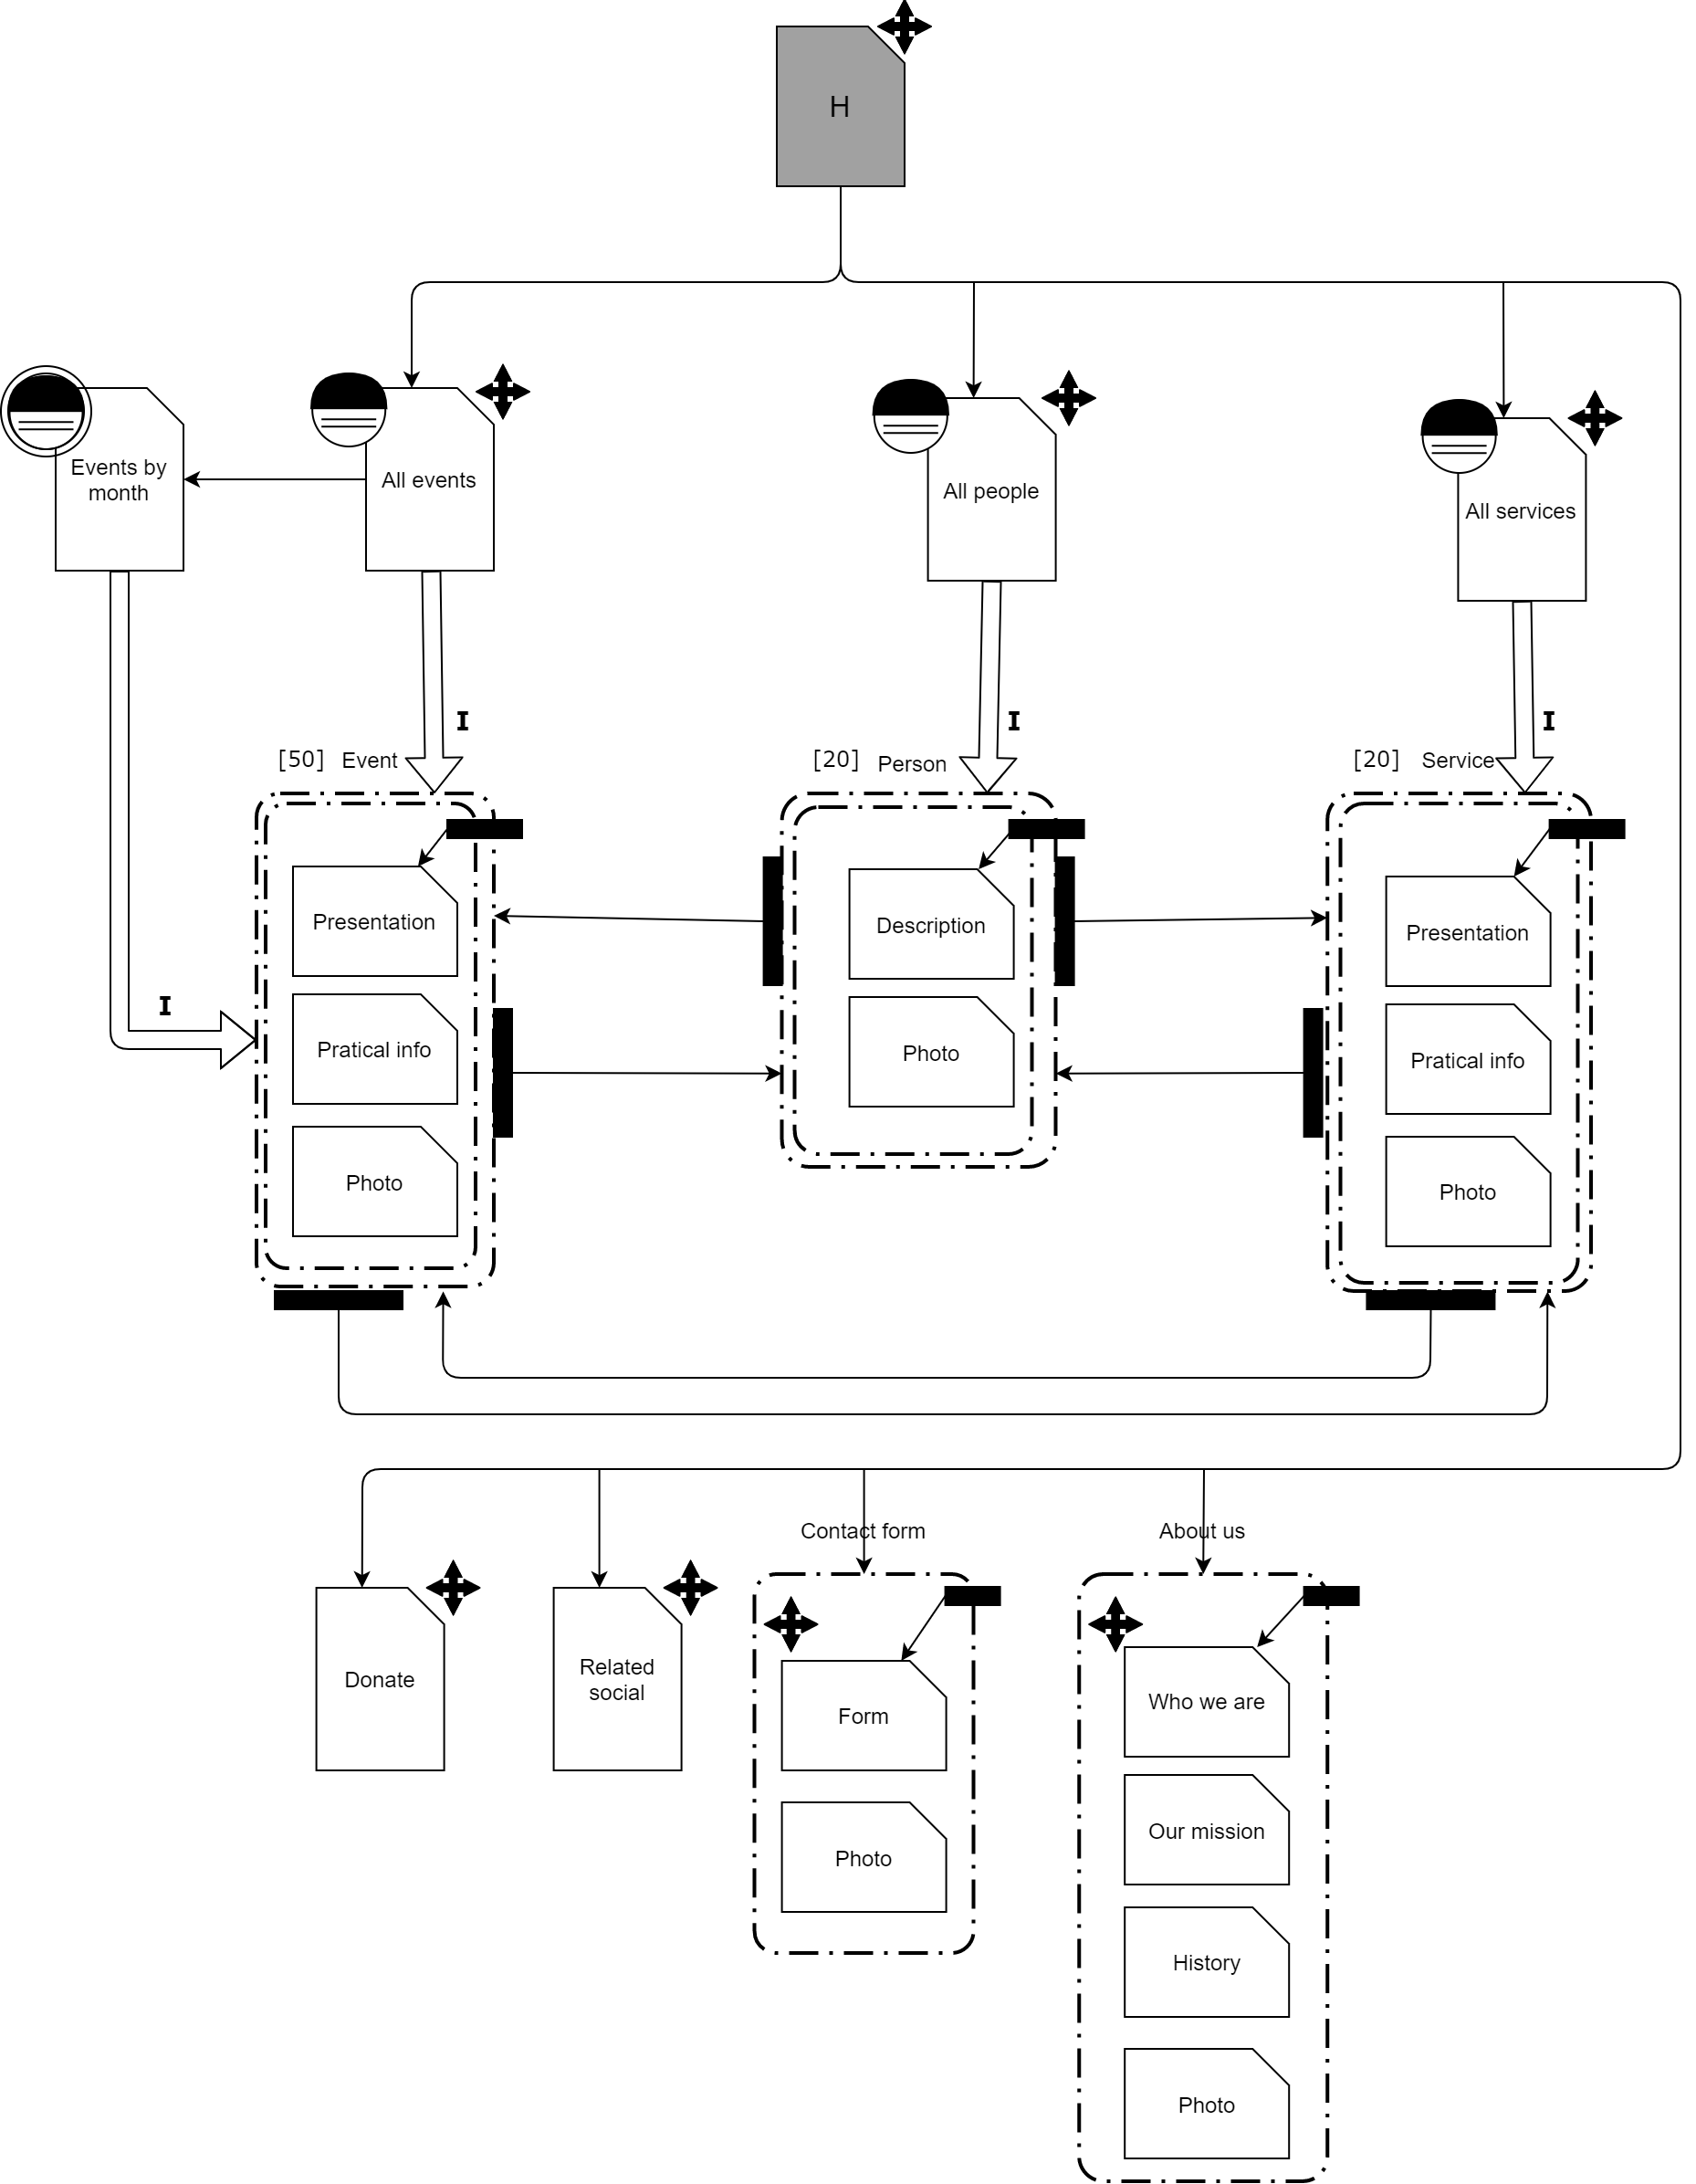 H
Events by
month
All events
All people
All services
I
I
I
[50] Event
[20] Person
[20] Service
Presentation
Description
Presentation
I
Pratical info
Photo
Pratical info
Photo
Photo
Contact form
About us
Donate
Related
social
Form
Who we are
Our mission
Photo
History
Photo